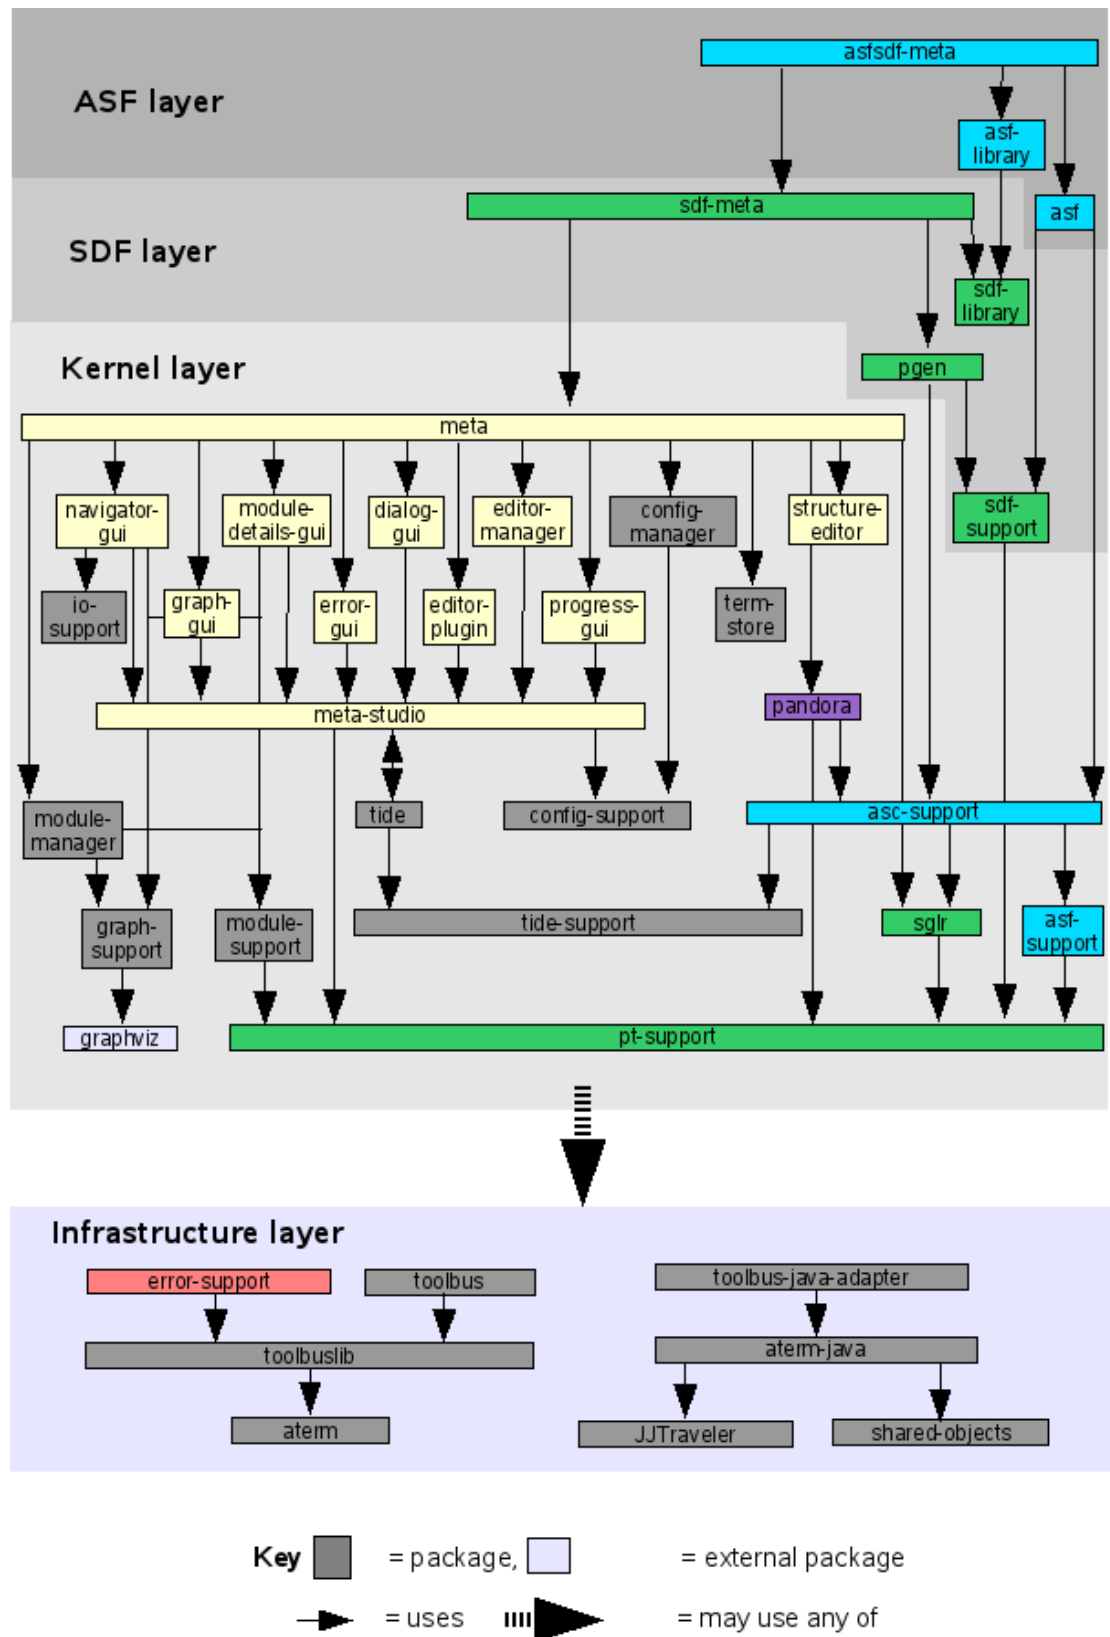 asfsdf-meta
ASF layer
asf-
library
sdf-meta
asf
SDF layer
sdf-
library
Kernel layer
pgen
meta
navigator-
gui
module-
details-gui
dialog-
gui
editor-
manager
config-
manager
structure-
editor
sdf-
support
io-
support
graph-
gui
error-
gui
editor-
plugin
progress-
gui
term-
store
pandora
meta-studio
module-
manager
tide
config-support
asc-support
graph-
support
module-
support
tide-support
sglr
asf-
support
graphviz
pt-support
Infrastructure layer
error-support
toolbus
toolbus-java-adapter
toolbuslib
aterm-java
aterm
JJTraveler
shared-objects
Key = package, = external package
= uses = may use any of